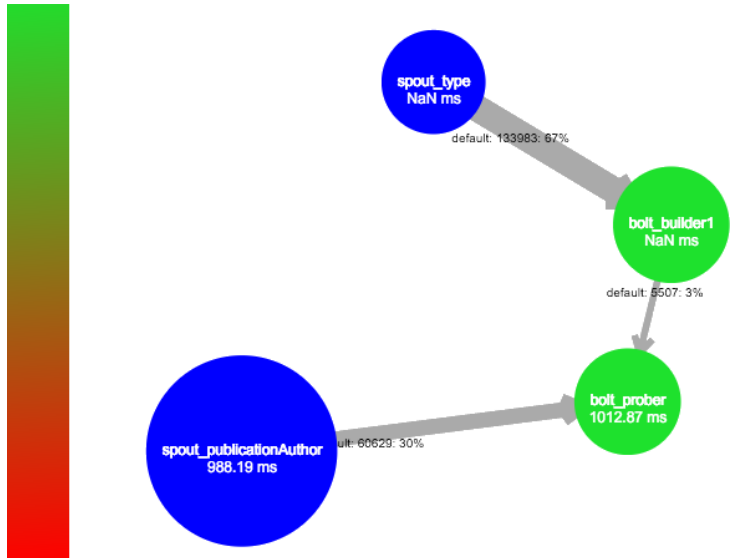 spout_type
NaN ms
default: 133983: 67%
bolt_builder1
NaN ms
default: 5507: 3%
bolt_prober
1012.87 ms
spout_publicationAuthor
988.19 ms
ult: 60629: 30%